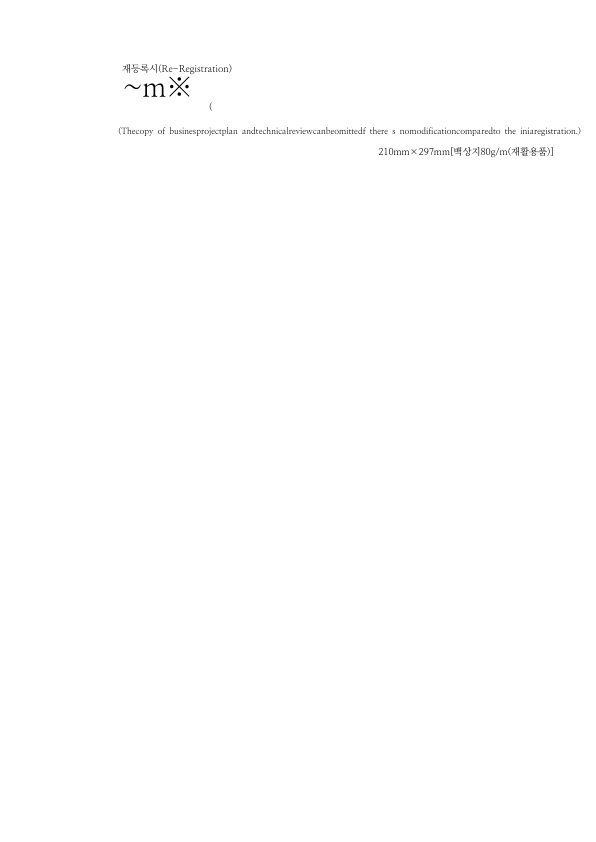 재등록시(Re-Registration)
~m※
(
(Thecopy of businesprojectplan andtechnicalreviewcanbeomittedf there s nomodificationcomparedto the iniaregistration.)
210mm×297mm[백상지80g/m(재활용품)]